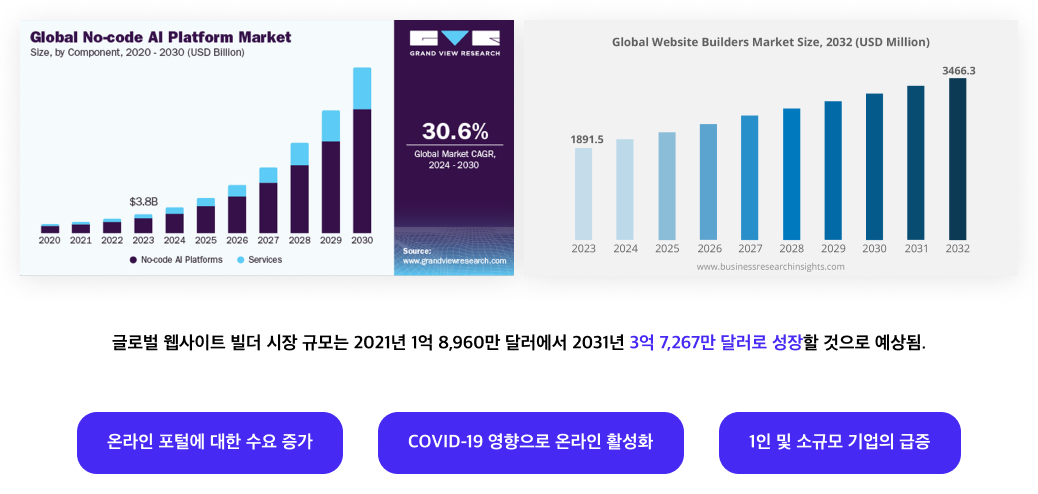 Global No-code AI Platform Market
Size, by Component, 2020 - 2030 (USD Billion)
$3.8B
2020 2021 2022 2023 2024 2025 2026 2027 2028 2029 2030
No-code AI Platforms Services
GRAND VIEW RESEARCH
30.6%
Global Market CAGR,
2024 - 2030
Source:
www.grandviewresearch.com
Global Website Builders Market Size, 2032 (USD Million)
3466.3
1891.5
2023 2024 2025 2026 2027 2028 2029 2030 2031 2032
www.businessresearchinsights.com
글로벌 웹사이트 빌더 시장 규모는 2021년 1억 8,960만 달러에서 2031년 3억 7,267만 달러로 성장할 것으로 예상됨.
온라인 포털에 대한 수요 증가
COVID-19 영향으로 온라인 활성화
1인 및 소규모 기업의 급증